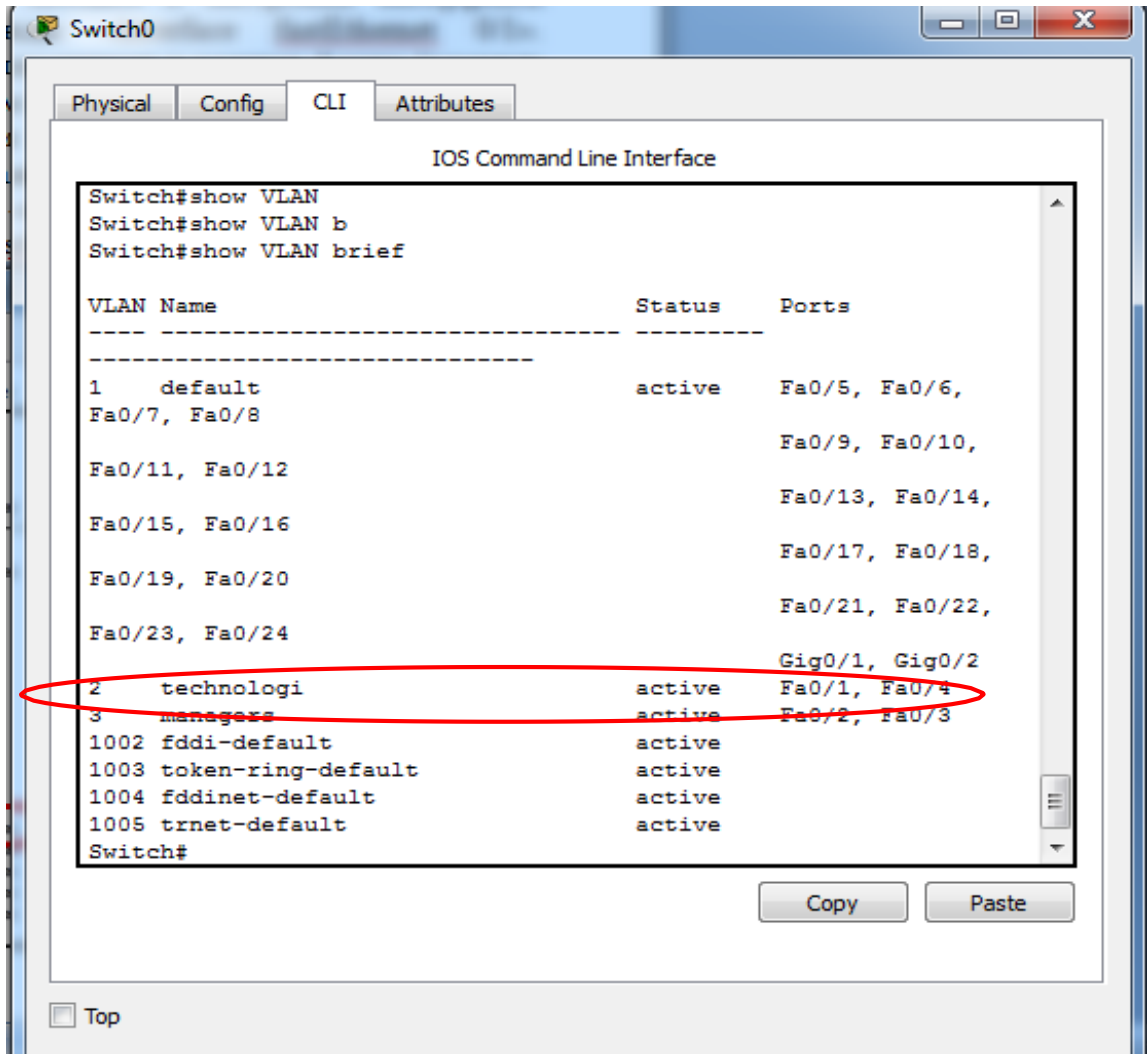 Switch0
Physical Config CLI Attributes
IOS Command Line Interface
Switch#show VLAN
Switch#show VLAN b
Switch#show VLAN brief
VLAN Name Status Ports
---- -------------------------------- ---------
-------------------------------
1 default active Fa0/5, Fa0/6,
Fa0/7, Fa0/8
Fa0/9, Fa0/10,
Fa0/11, Fa0/12
Fa0/13, Fa0/14,
Fa0/15, Fa0/16
Fa0/17, Fa0/18,
Fa0/19, Fa0/20
Fa0/21, Fa0/22,
Fa0/23, Fa0/24
Gig0/1, Gig0/2
2 technologi active Fa0/1, Fa0/4
3 managers active Fa0/2, Fa0/3
1002 fddi-default active
1003 token-ring-default active
1004 fddinet-default active
1005 trnet-default active
Switch#
Copy Paste
Top